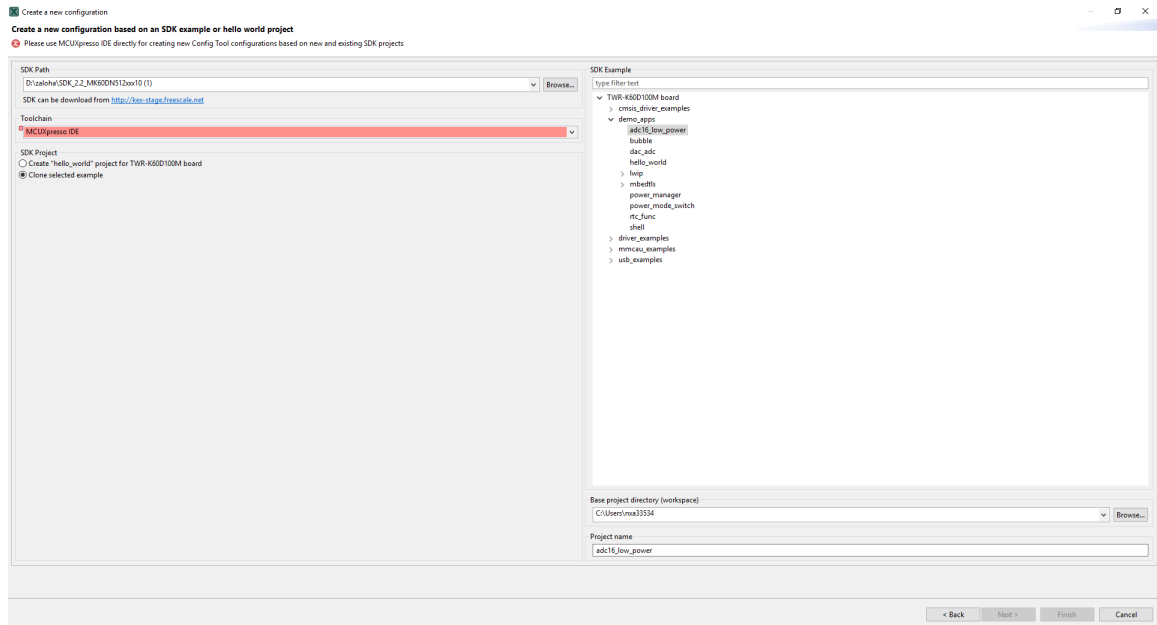 Create a new configuration
Create a new configuration based on an SDK example or hello world project
Please use MCUXpresso IDE directly for creating new Config Tool configurations based on new and existing SDK projects
SDK Path
D:\zaloha\SDK_2.2_MK60DN512xxx10 (1)
Browse...
SDK can be download from http://kex-stage.freescale.net
Toolchain
MCUXpresso IDE
SDK Project
Create "hello_world" project for TWR-K60D100M board
Clone selected example
SDK Example
type filter text
TWR-K60D100M board
cmsis_driver_examples
demo_apps
adc16_low_power
bubble
dac_adc
hello_world
lwip
mbedtls
power_manager
power_mode_switch
rtc_func
shell
driver_examples
mmcau_examples
usb_examples
Base project directory (workspace)
C:\Users\nxa33534
Browse...
Project name
adc16_low_power
< Back
Next >
Finish
Cancel